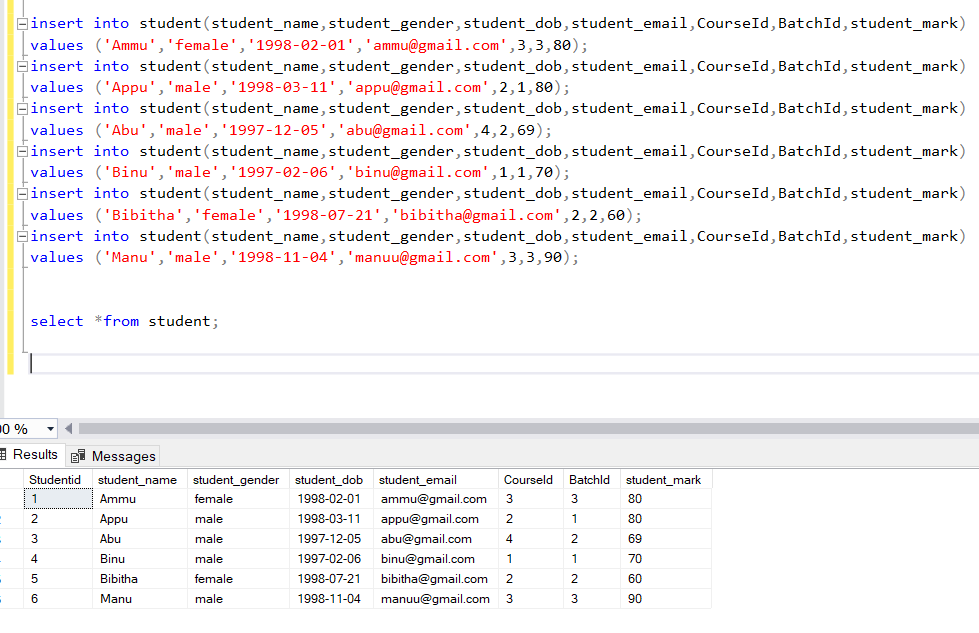 insert into student(student_name,student_gender,student_dob,student_email,CourseId,BatchId,student_mark)
values ('Ammu','female','1998-02-01','ammu@gmail.com',3,3,80);
insert into student(student_name,student_gender,student_dob,student_email,CourseId,BatchId,student_mark)
values ('Appu','male','1998-03-11','appu@gmail.com',2,1,80);
insert into student(student_name,student_gender,student_dob,student_email,CourseId,BatchId,student_mark)
values ('Abu','male','1997-12-05','abu@gmail.com',4,2,69);
insert into student(student_name,student_gender,student_dob,student_email,CourseId,BatchId,student_mark)
values ('Binu','male','1997-02-06','binu@gmail.com',1,1,70);
insert into student(student_name,student_gender,student_dob,student_email,CourseId,BatchId,student_mark)
values ('Bibitha','female','1998-07-21','bibitha@gmail.com',2,2,60);
insert into student(student_name,student_gender,student_dob,student_email,CourseId,BatchId,student_mark)
values ('Manu','male','1998-11-04','manuu@gmail.com',3,3,90);
select *from student;
00 %
Results Messages
Studentid student_name student_gender student_dob student_email CourseId BatchId student_mark
1 Ammu female 1998-02-01 ammu@gmail.com 3 3 80
2 Appu male 1998-03-11 appu@gmail.com 2 1 80
3 Abu male 1997-12-05 abu@gmail.com 4 2 69
4 Binu male 1997-02-06 binu@gmail.com 1 1 70
5 Bibitha female 1998-07-21 bibitha@gmail.com 2 2 60
6 Manu male 1998-11-04 manuu@gmail.com 3 3 90